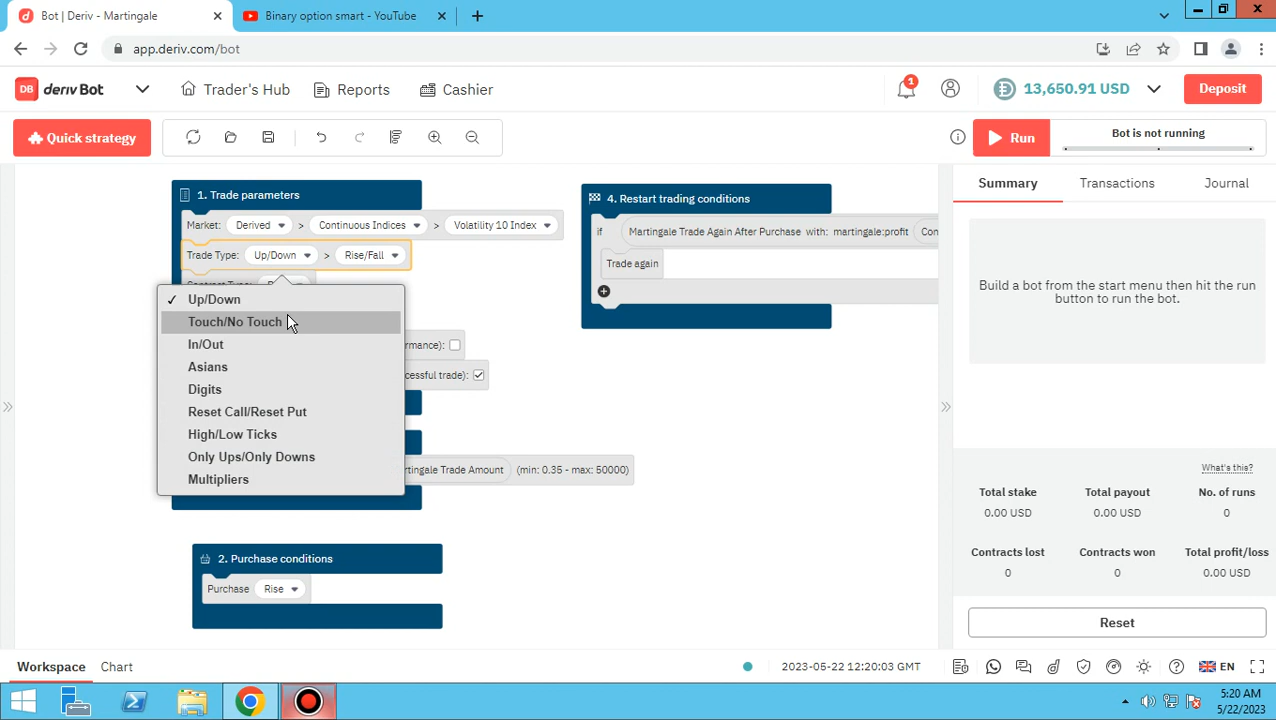 Bot | Deriv - Martingale
Binary option smart - YouTube
app.deriv.com/bot
DB deriv Bot
Trader's Hub
Reports
Cashier
1
13,650.91 USD
Deposit
Quick strategy
Run
Bot is not running
1. Trade parameters
Market: Derived > Continuous Indices > Volatility 10 Index
Trade Type: Up/Down > Rise/Fall
Up/Down
Touch/No Touch
In/Out
Asians
Digits
Reset Call/Reset Put
High/Low Ticks
Only Ups/Only Downs
Multipliers
rmance):
cessful trade):
rtingale Trade Amount (min: 0.35 - max: 50000)
2. Purchase conditions
Purchase Rise
4. Restart trading conditions
if Martingale Trade Again After Purchase with: martingale:profit Con
Trade again
Summary
Transactions
Journal
Build a bot from the start menu then hit the run
button to run the bot.
What's this?
Total stake
Total payout
No. of runs
0.00 USD
0.00 USD
0
Contracts lost
Contracts won
Total profit/loss
0
0
0.00 USD
Reset
Workspace
Chart
2023-05-22 12:20:03 GMT
EN
5:20 AM
5/22/2023